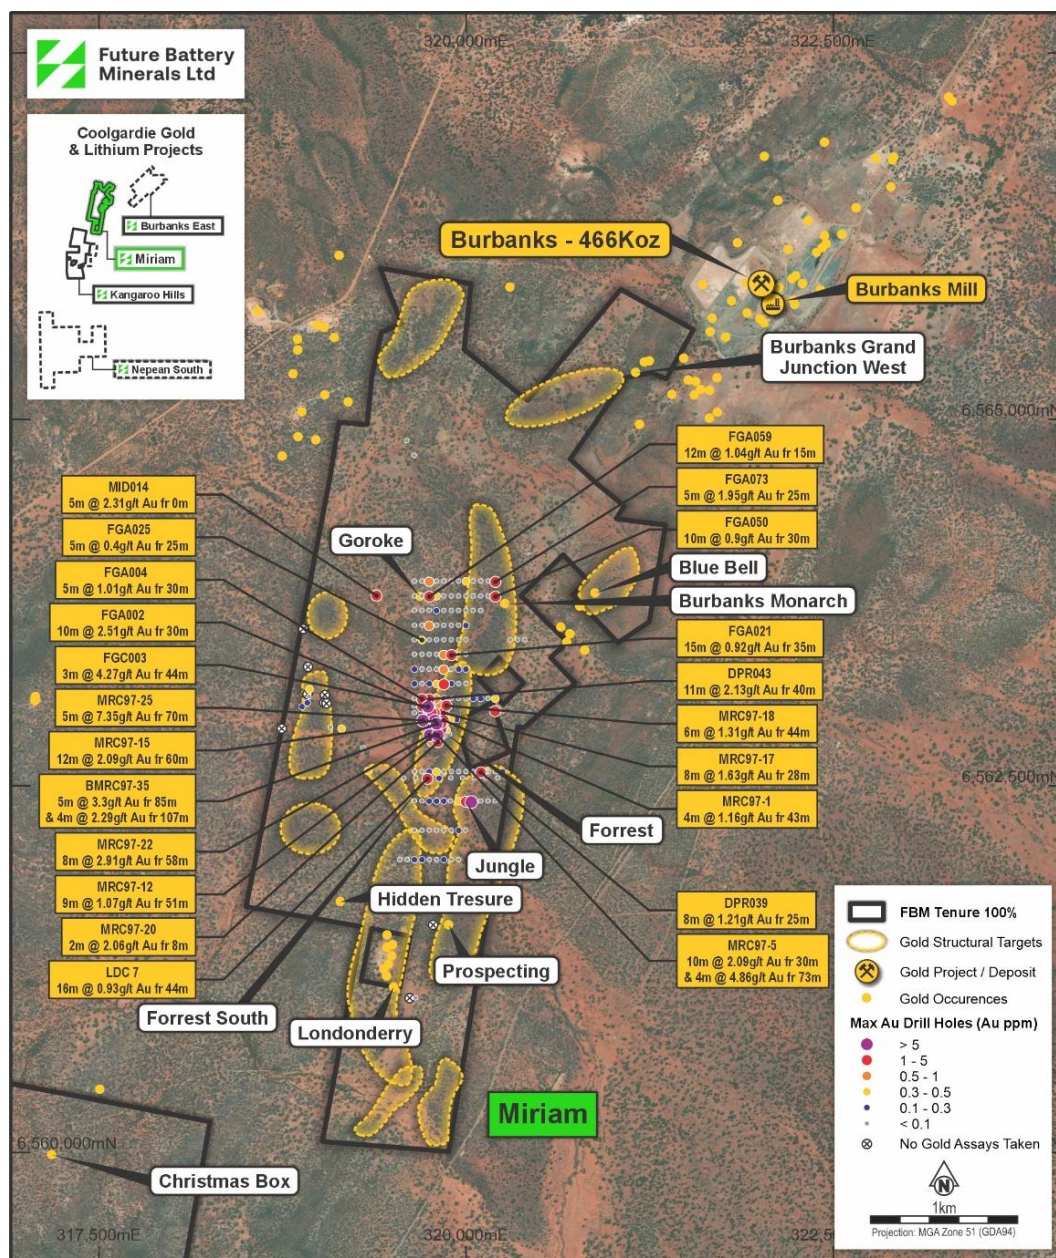 320,000mE
322,500mE
Future Battery
Minerals Ltd
Coolgardie Gold
& Lithium Projects
Burbanks East
Miriam
Kangaroo Hills
Nepean South
Burbanks - 466Koz
Burbanks Mill
Burbanks Grand
Junction West
6,565,000mN
FGA059
12m @ 1.04g/t Au fr 15m
FGA073
5m @ 1.95g/t Au fr 25m
FGA050
10m @ 0.9g/t Au fr 30m
MID014
5m @ 2.31g/t Au fr 0m
FGA025
5m @ 0.4g/t Au fr 25m
FGA004
5m @ 1.01g/t Au fr 30m
FGA002
10m @ 2.51g/t Au fr 30m
FGC003
3m @ 4.27g/t Au fr 44m
MRC97-25
5m @ 7.35g/t Au fr 70m
MRC97-15
12m @ 2.09g/t Au fr 60m
BMRC97-35
5m @ 3.3g/t Au fr 85m
& 4m @ 2.29g/t Au fr 107m
MRC97-22
8m @ 2.91g/t Au fr 58m
MRC97-12
9m @ 1.07g/t Au fr 51m
MRC97-20
2m @ 2.06g/t Au fr 8m
LDC 7
16m @ 0.93g/t Au fr 44m
Goroke
Blue Bell
Burbanks Monarch
FGA021
15m @ 0.92g/t Au fr 35m
DPR043
11m @ 2.13g/t Au fr 40m
MRC97-18
6m @ 1.31g/t Au fr 44m
MRC97-17
8m @ 1.63g/t Au fr 28m
MRC97-1
4m @ 1.16g/t Au fr 43m
6,562,500mN
Forrest
Jungle
Hidden Tresure
Prospecting
Forrest South
Londonderry
DPR039
8m @ 1.21g/t Au fr 25m
MRC97-5
10m @ 2.09g/t Au fr 30m
& 4m @ 4.86g/t Au fr 73m
Miriam
6,560,000mN
Christmas Box
317,500mE
320,000mE
322,500mE
FBM Tenure 100%
Gold Structural Targets
Gold Project / Deposit
Gold Occurences
Max Au Drill Holes (Au ppm)
> 5
1 - 5
0.5 - 1
0.3 - 0.5
0.1 - 0.3
< 0.1
No Gold Assays Taken
N
1km
Projection: MGA Zone 51 (GDA94)